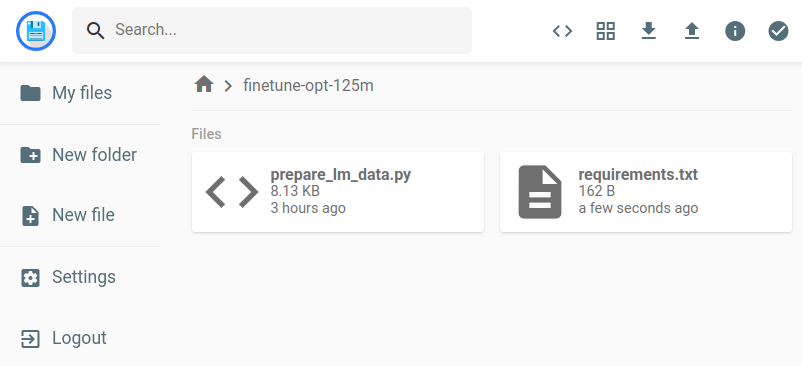 Search...
My files
New folder
New file
Settings
Logout
finetune-opt-125m
Files
prepare_lm_data.py
8.13 KB
3 hours ago
requirements.txt
162 B
a few seconds ago